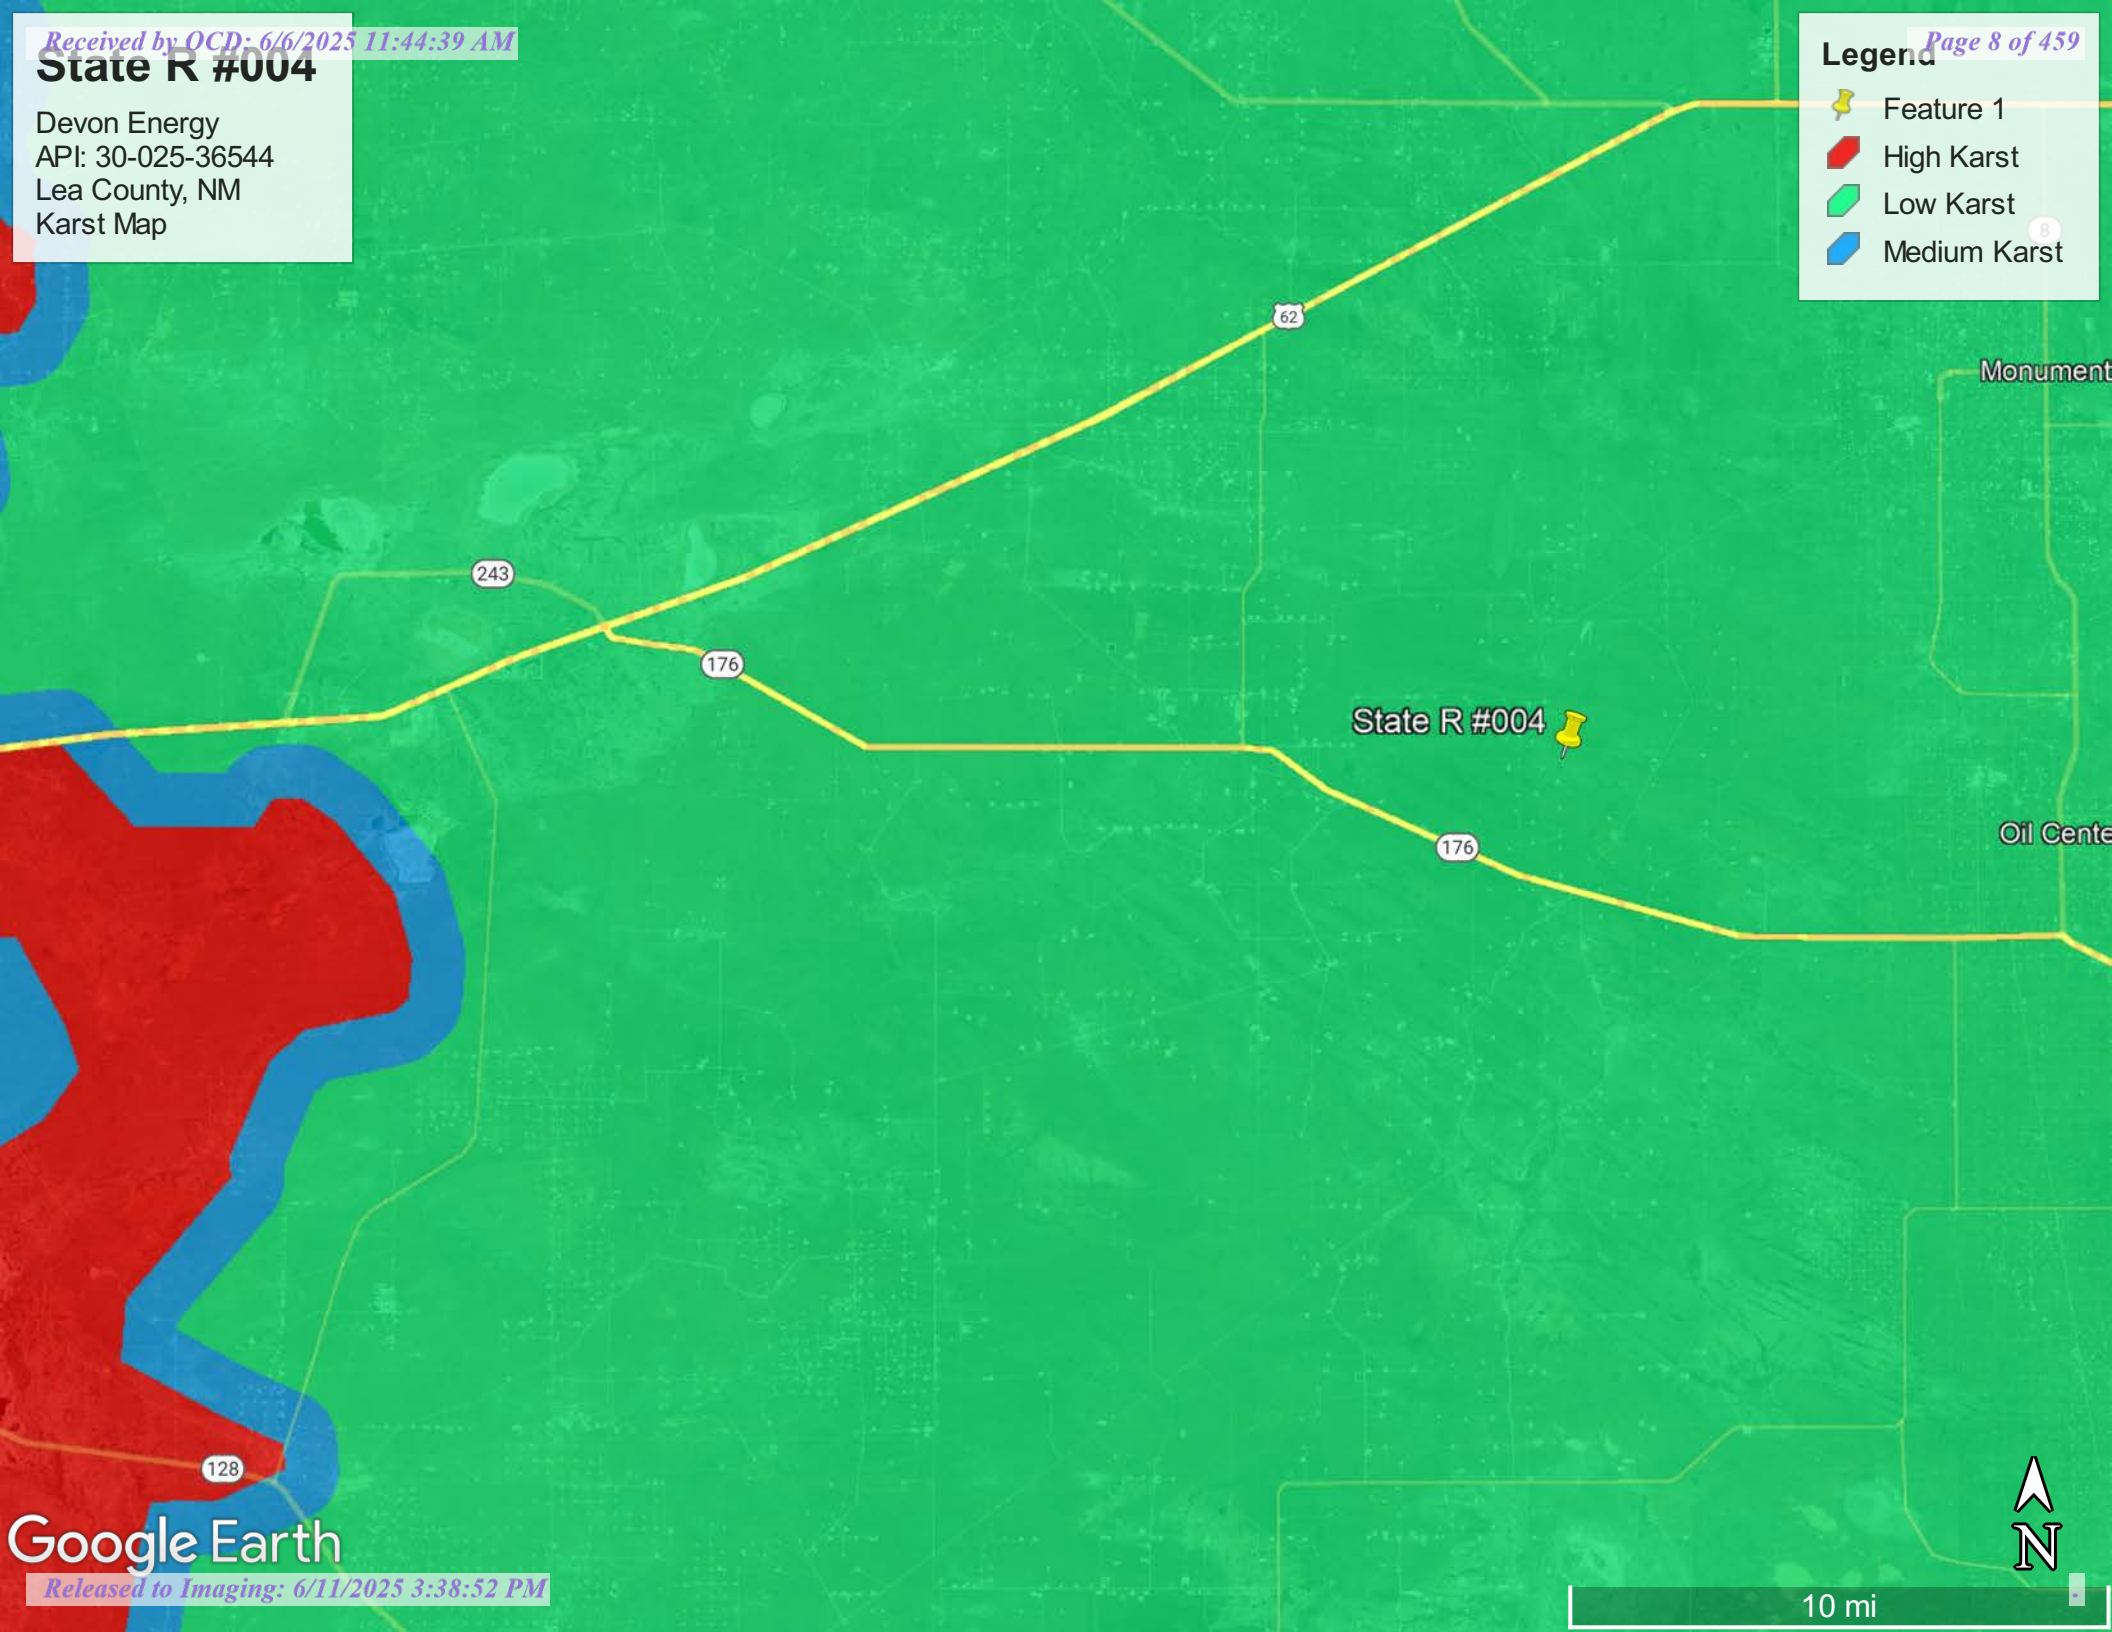 Received by OCD: 6/6/2025 11:44:39 AM
Page 8 of 459
State R #004
Devon Energy
API: 30-025-36544
Lea County, NM
Karst Map
Legend
Feature 1
High Karst
Low Karst
Medium Karst
8
62
Monument
243
176
State R #004
Oil Cente
176
128
Google Earth
N
Released to Imaging: 6/11/2025 3:38:52 PM
10 mi